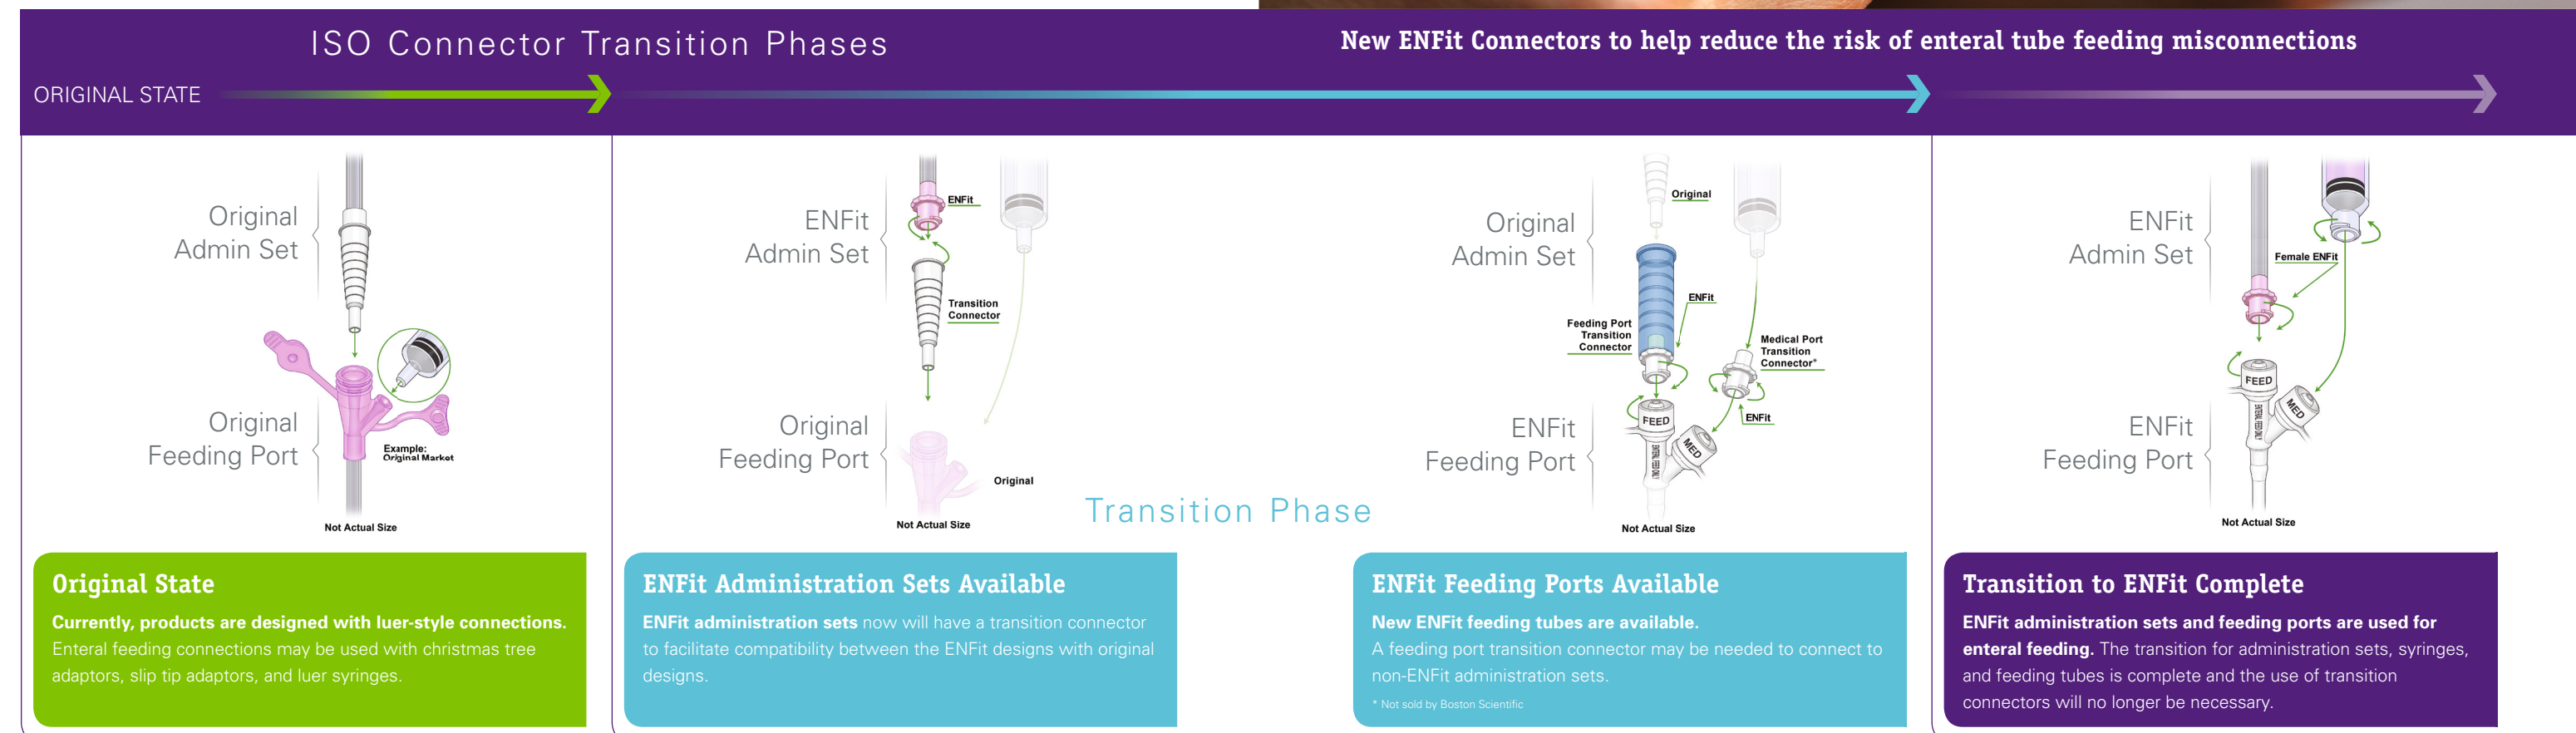 ISO Connector Transition Phases
New ENFit Connectors to help reduce the risk of enteral tube feeding misconnections
ORIGINAL STATE
Original
Admin Set
Original
Feeding Port
Example:
Original Market
Not Actual Size
Original State
Currently, products are designed with luer-style connections.
Enteral feeding connections may be used with christmas tree
adaptors, slip tip adaptors, and luer syringes.
ENFit
Admin Set
ENFit
Transition
Connector
Original
Feeding Port
Original
Not Actual Size
Transition Phase
ENFit Administration Sets Available
ENFit administration sets now will have a transition connector
to facilitate compatibility between the ENFit designs with original
designs.
Original
Admin Set
Original
ENFit
Feeding Port
Transition
Connector
Medical Port
Transition
Connector*
ENFit
ENFit
Feeding Port
FEED
MED
ENTERAL FEED ONLY
Not Actual Size
ENFit Feeding Ports Available
New ENFit feeding tubes are available.
A feeding port transition connector may be needed to connect to
non-ENFit administration sets.
* Not sold by Boston Scientific
ENFit
Admin Set
Female ENFit
ENFit
Feeding Port
FEED
MED
ENTERAL FEED ONLY
Not Actual Size
Transition to ENFit Complete
ENFit administration sets and feeding ports are used for
enteral feeding. The transition for administration sets, syringes,
and feeding tubes is complete and the use of transition
connectors will no longer be necessary.